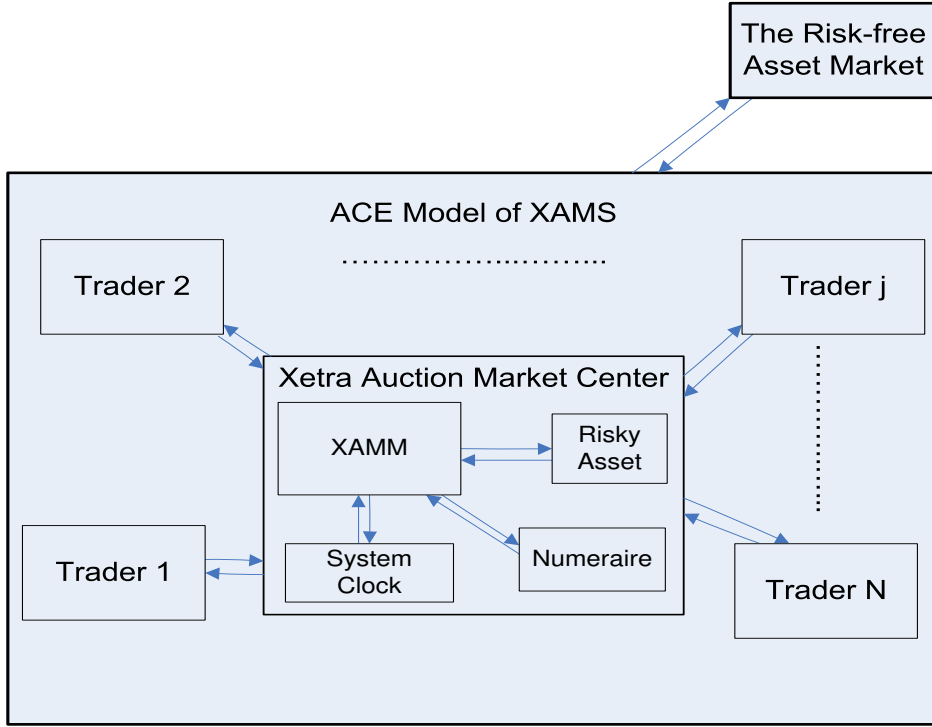 The Risk-free
Asset Market
ACE Model of XAMS
Trader 2
Trader j
Xetra Auction Market Center
XAMM
Risky
Asset
System
Clock
Numeraire
Trader 1
Trader N